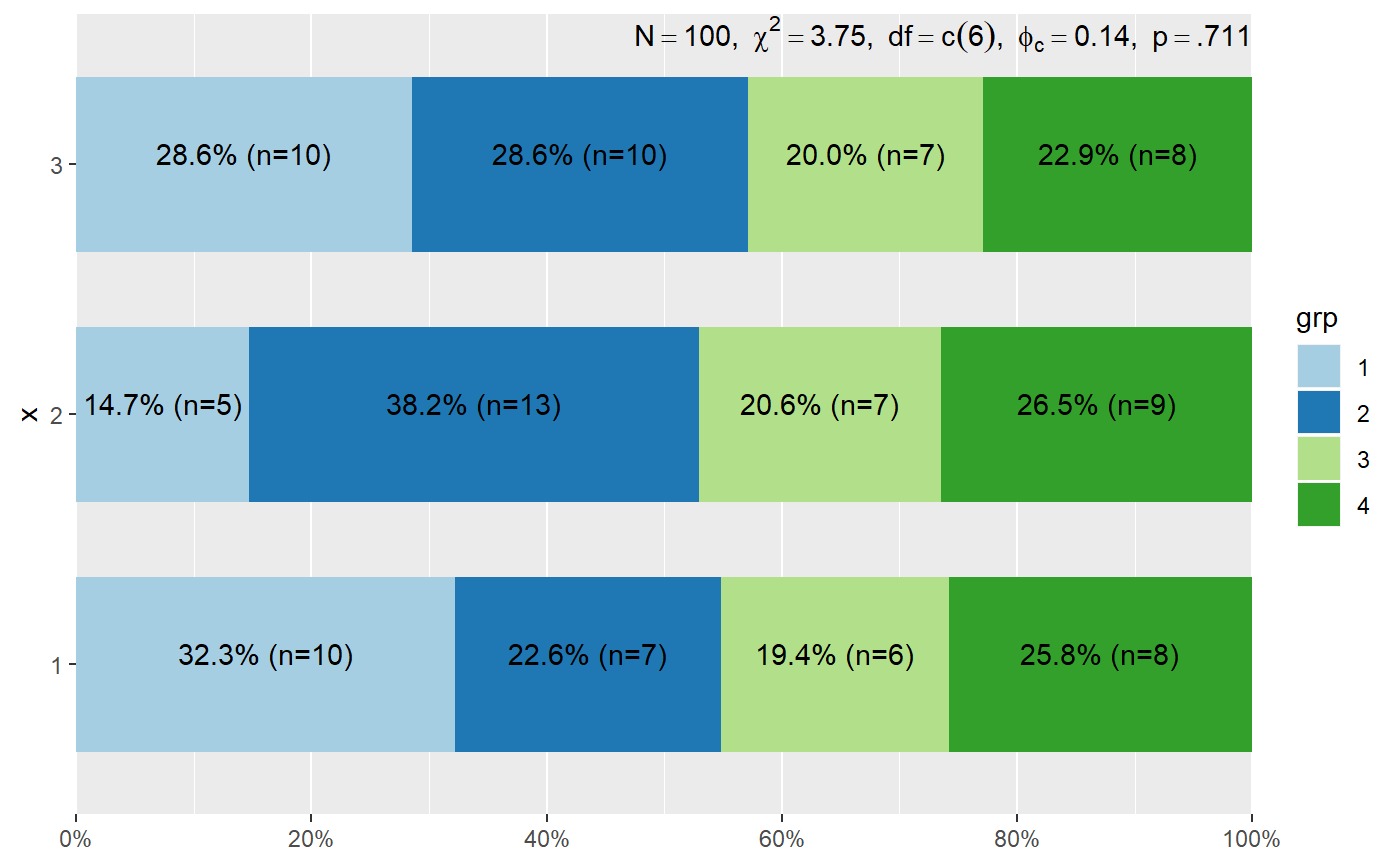 N = 100, χ² = 3.75, df = c(6), ϕc = 0.14, p = .711
3
28.6% (n=10) 28.6% (n=10) 20.0% (n=7) 22.9% (n=8)
x
2
14.7% (n=5) 38.2% (n=13) 20.6% (n=7) 26.5% (n=9)
1
32.3% (n=10) 22.6% (n=7) 19.4% (n=6) 25.8% (n=8)
0% 20% 40% 60% 80% 100%
grp
1
2
3
4